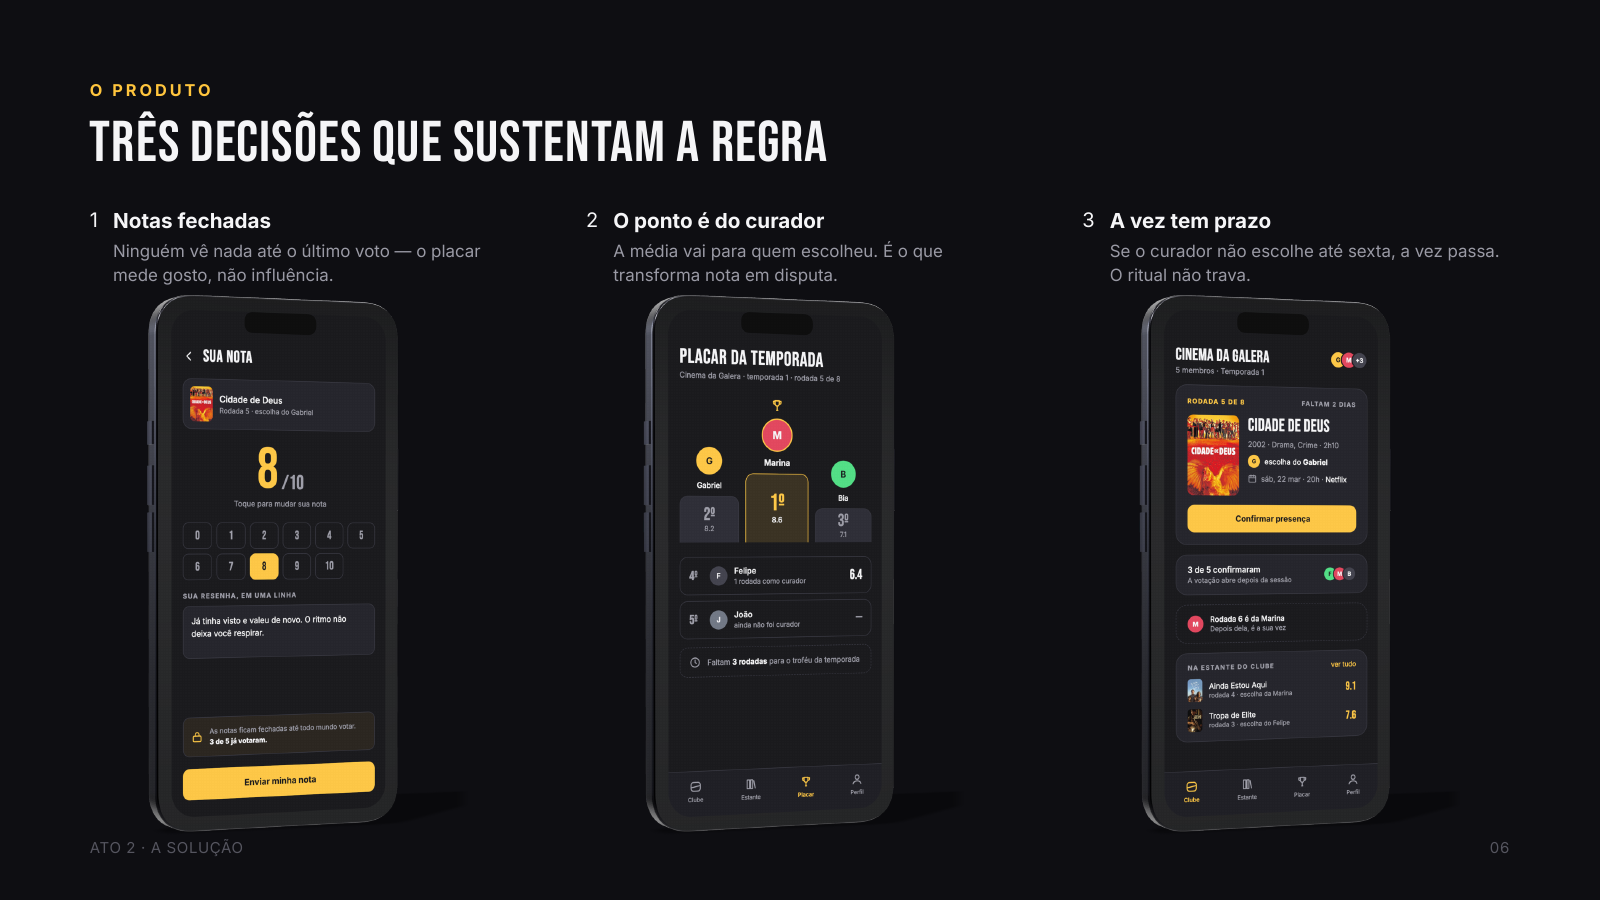 O PRODUTO
TRÊS DECISÕES QUE SUSTENTAM A REGRA
1 Notas fechadas
Ninguém vê nada até o último voto — o placar
mede gosto, não influência.
2 O ponto é do curador
A média vai para quem escolheu. É o que
transforma nota em disputa.
3 A vez tem prazo
Se o curador não escolhe até sexta, a vez passa.
O ritual não trava.
SUA NOTA
CIDADE DE DEUS
Cidade de Deus
Rodada 5 · escolha do Gabriel
8 /10
Toque para mudar sua nota
0 1 2 3 4 5
6 7 8 9 10
SUA RESENHA, EM UMA LINHA
Já tinha visto e valeu de novo. O ritmo não
deixa você respirar.
As notas ficam fechadas até todo mundo votar.
3 de 5 já votaram.
Enviar minha nota
PLACAR DA TEMPORADA
Cinema da Galera · temporada 1 · rodada 5 de 8
M
Marina
G
Gabriel
B
Bia
1º
8.6
2º
8.2
3º
7.1
4º F Felipe 6.4
1 rodada como curador
5º J João —
ainda não foi curador
Faltam 3 rodadas para o troféu da temporada
Clube Estante Placar Perfil
CINEMA DA GALERA
5 membros · Temporada 1
G M +3
RODADA 5 DE 8 FALTAM 2 DIAS
CIDADE DE DEUS
CIDADE DE DEUS
2002 · Drama, Crime · 2h10
G escolha do Gabriel
sáb, 22 mar · 20h · Netflix
Confirmar presença
3 de 5 confirmaram
A votação abre depois da sessão
F M B
M Rodada 6 é da Marina
Depois dela, é a sua vez
NA ESTANTE DO CLUBE ver tudo
Ainda Estou Aqui 9.1
rodada 4 · escolha da Marina
Tropa de Elite 7.6
rodada 3 · escolha do Felipe
Clube Estante Placar Perfil
ATO 2 · A SOLUÇÃO
06